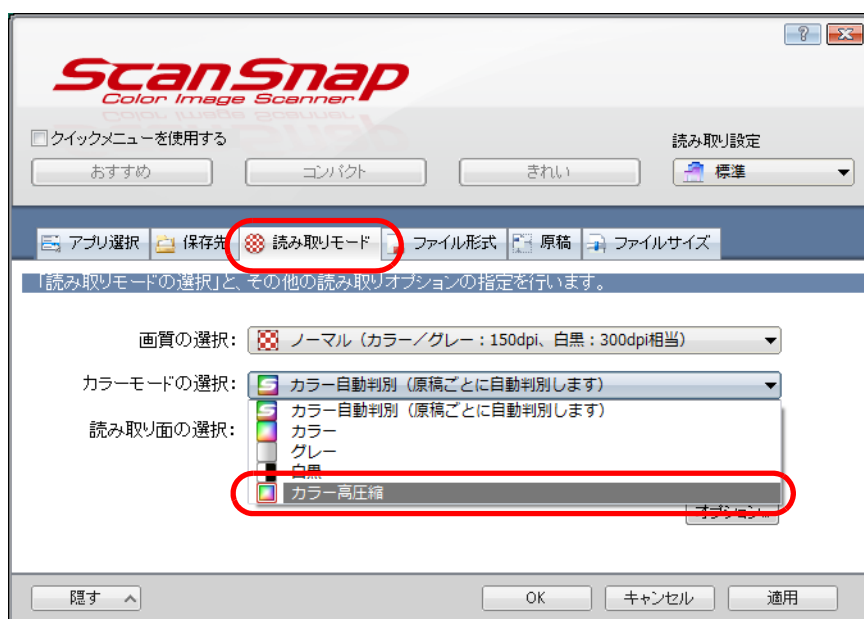 ScanSnap
Color Image Scanner
クイックメニューを使用する
読み取り設定
おすすめ コンパクト きれい 標準
アプリ選択 保存先 読み取りモード ファイル形式 原稿 ファイルサイズ
「読み取りモードの選択」と、その他の読み取りオプションの指定を行います。
画質の選択: ノーマル（カラー／グレー：150dpi、白黒：300dpi相当）
カラーモードの選択: カラー自動判別（原稿ごとに自動判別します）
カラー自動判別（原稿ごとに自動判別します）
読み取り面の選択: カラー
グレー
白黒
カラー高圧縮
オプション...
隠す OK キャンセル 適用